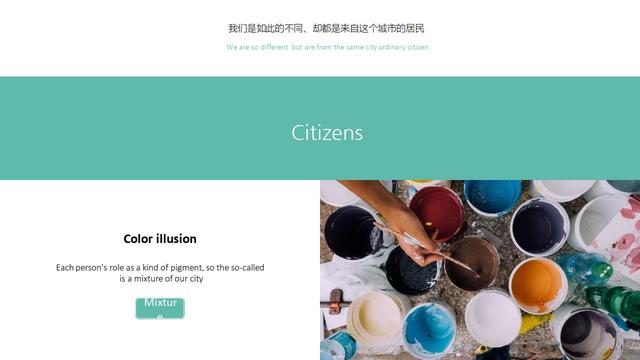 我们是如此的不同、却都是来自这个城市的居民
We are so different but are from the same city ordinary citizen
Citizens
Color illusion
Each person's role as a kind of pigment, so the so-called
is a mixture of our city
Mixtur
e